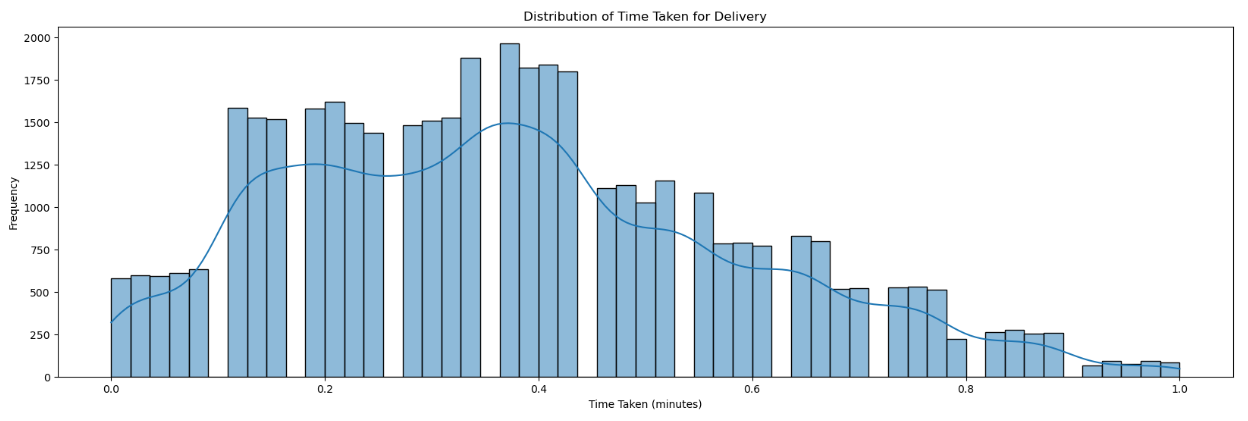 Distribution of Time Taken for Delivery
Frequency
2000
1750
1500
1250
1000
750
500
250
0
0.0 0.2 0.4 0.6 0.8 1.0
Time Taken (minutes)